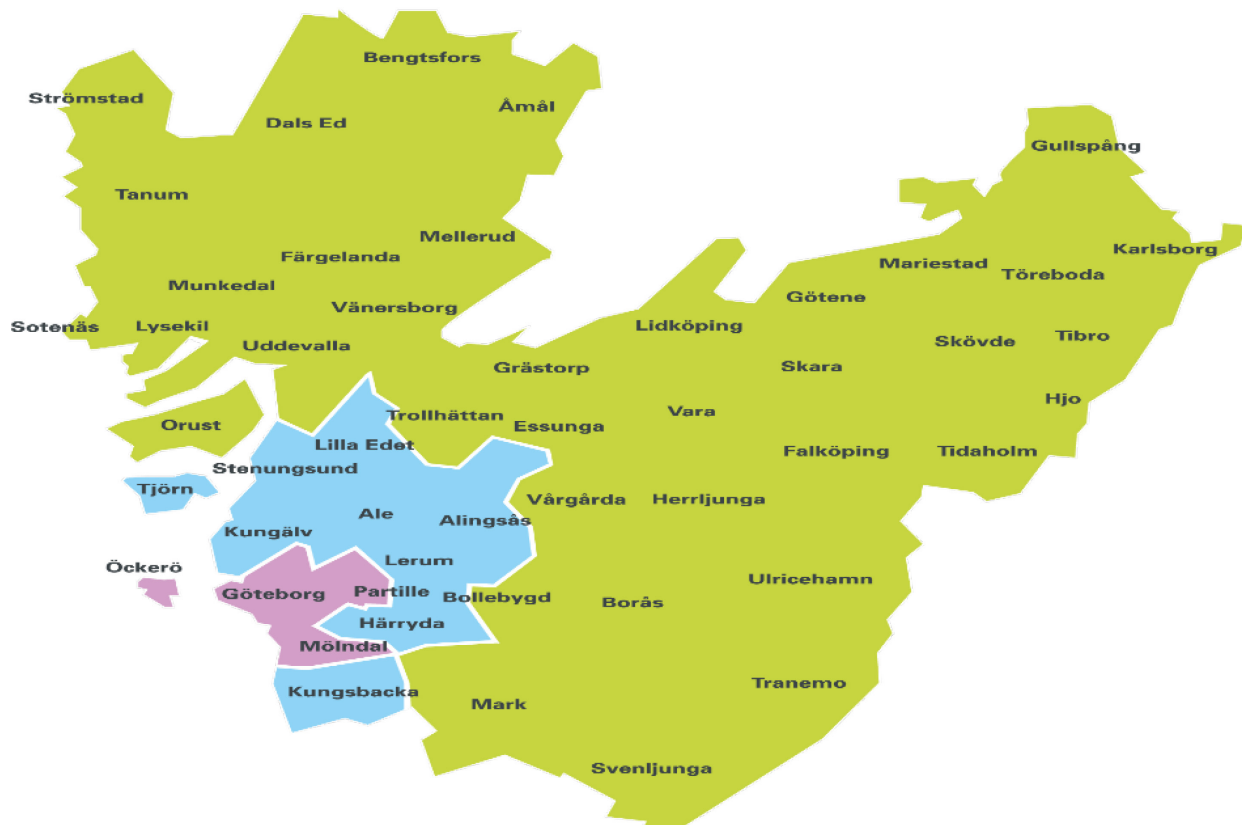 Bengtsfors
Strömstad
Åmål
Dals Ed
Gullspång
Tanum
Mellerud
Karlsborg
Färgelanda
Mariestad
Töreboda
Munkedal
Götene
Vänersborg
Sotenäs
Lysekil
Lidköping
Tibro
Skövde
Uddevalla
Grästorp
Skara
Hjo
Vara
Trollhättan
Orust
Essunga
Lilla Edet
Falköping
Tidaholm
Stenungsund
Tjörn
Vårgårda
Herrljunga
Ale
Alingsås
Kungälv
Lerum
Öckerö
Ulricehamn
Göteborg
Partille
Bollebygd
Borås
Härryda
Mölndal
Tranemo
Kungsbacka
Mark
Svenljunga